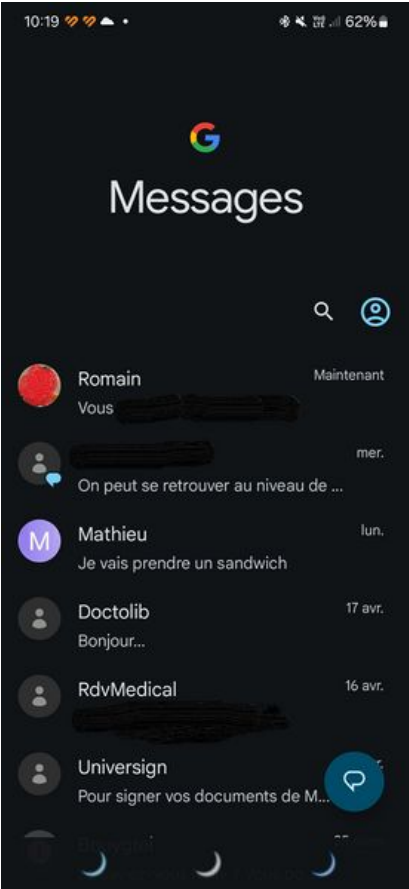 10:19
62%
Messages
Romain
Maintenant
Vous
mer.
On peut se retrouver au niveau de ...
Mathieu
lun.
M
Je vais prendre un sandwich
Doctolib
17 avr.
Bonjour...
RdvMedical
16 avr.
Universign
Pour signer vos documents de M...